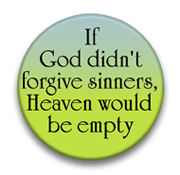 If
God didn't
forgive sinners,
Heaven would
be empty